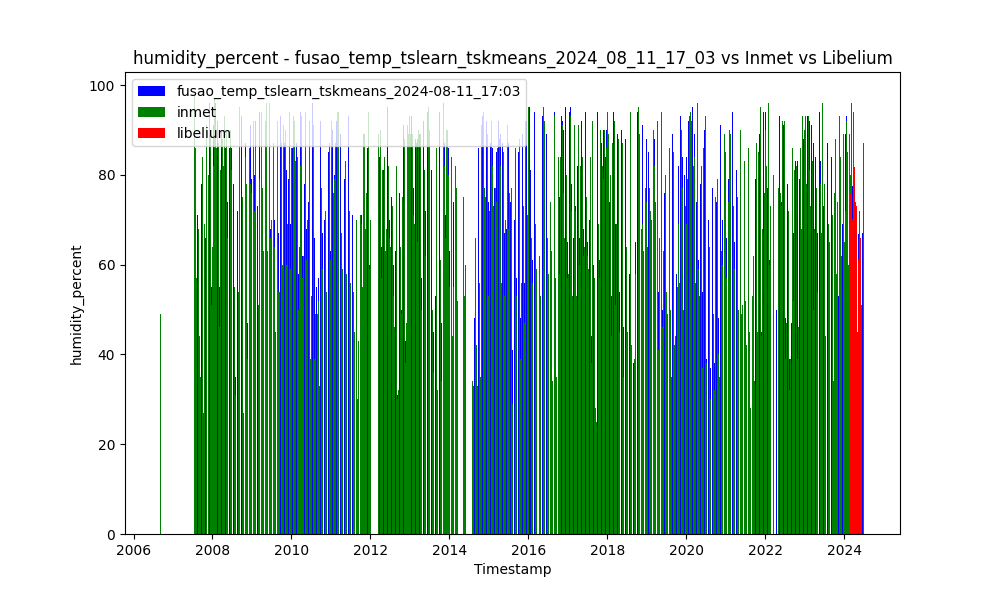 humidity_percent - fusao_temp_tslearn_tskmeans_2024_08_11_17_03 vs Inmet vs Libelium
fusao_temp_tslearn_tskmeans_2024-08-11_17:03
inmet
libelium
100
80
60
40
20
0
humidity_percent
2006 2008 2010 2012 2014 2016 2018 2020 2022 2024
Timestamp